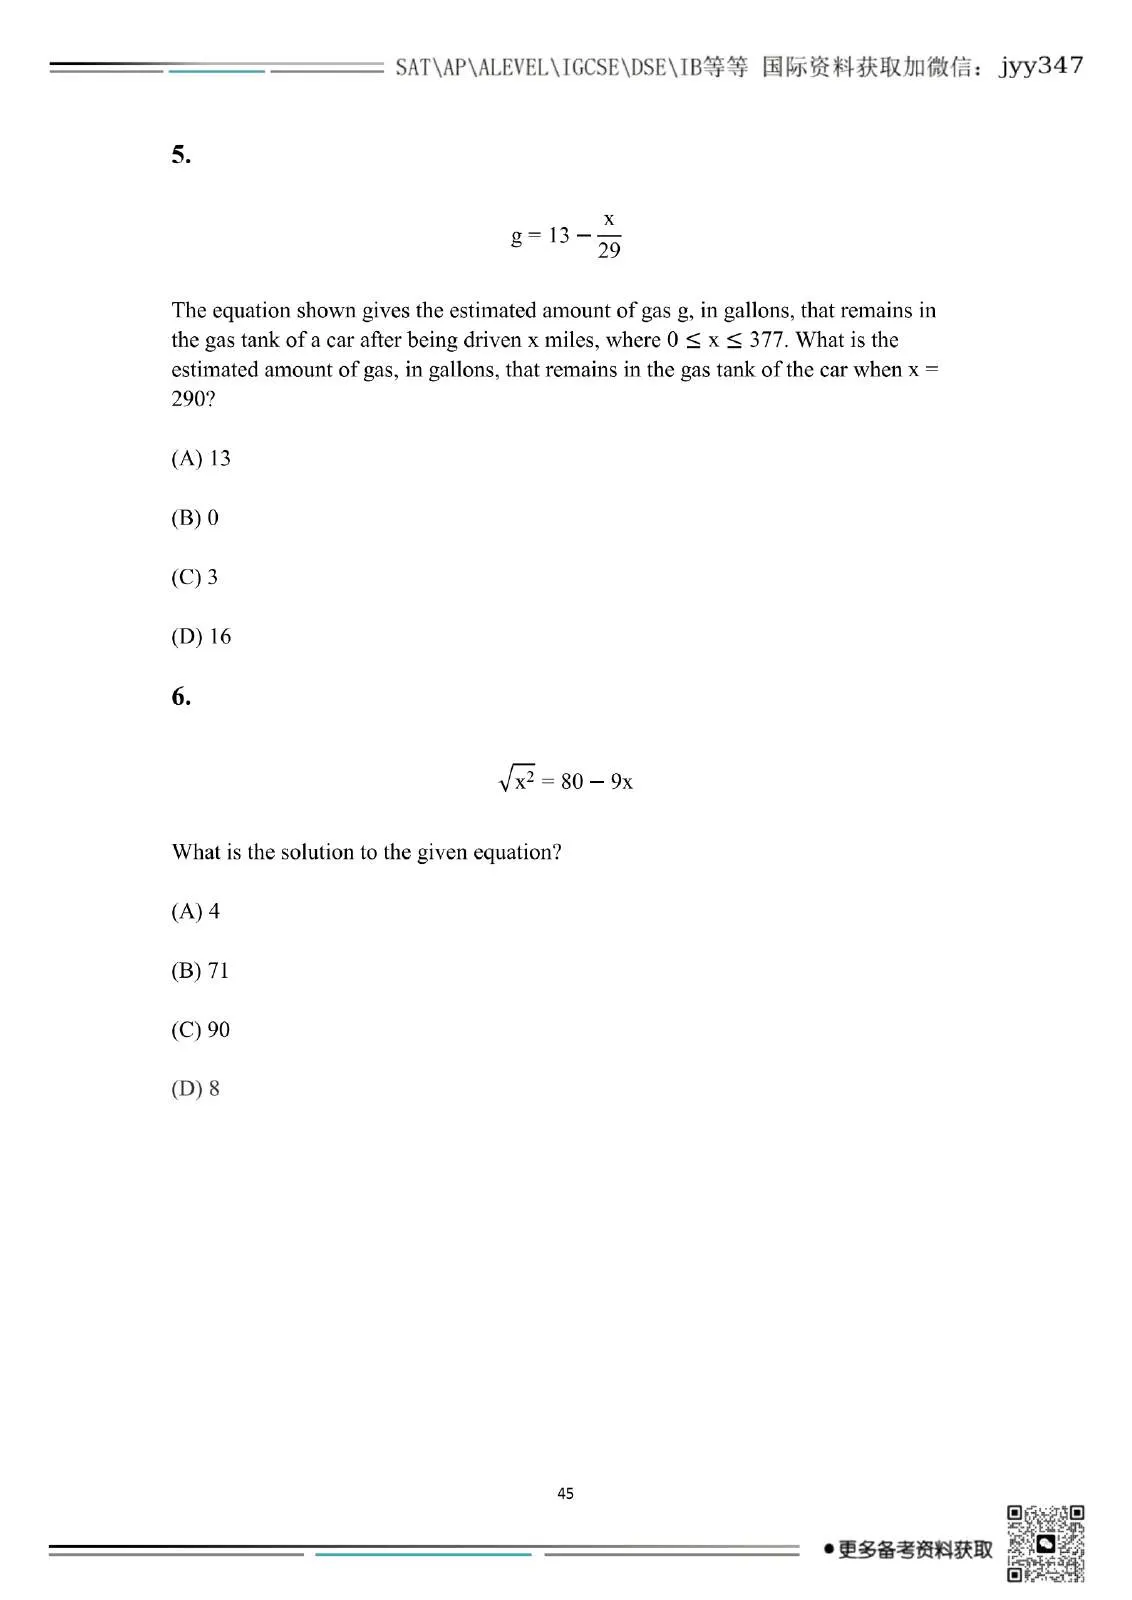 SAT\AP\ALEVEL\IGCSE\DSE\IB等等 国际资料获取加微信：jyy347
5.
g = 13 − x/29
The equation shown gives the estimated amount of gas g, in gallons, that remains in
the gas tank of a car after being driven x miles, where 0 ≤ x ≤ 377. What is the
estimated amount of gas, in gallons, that remains in the gas tank of the car when x =
290?
(A) 13
(B) 0
(C) 3
(D) 16
6.
√x² = 80 − 9x
What is the solution to the given equation?
(A) 4
(B) 71
(C) 90
(D) 8
45
●更多备考资料获取